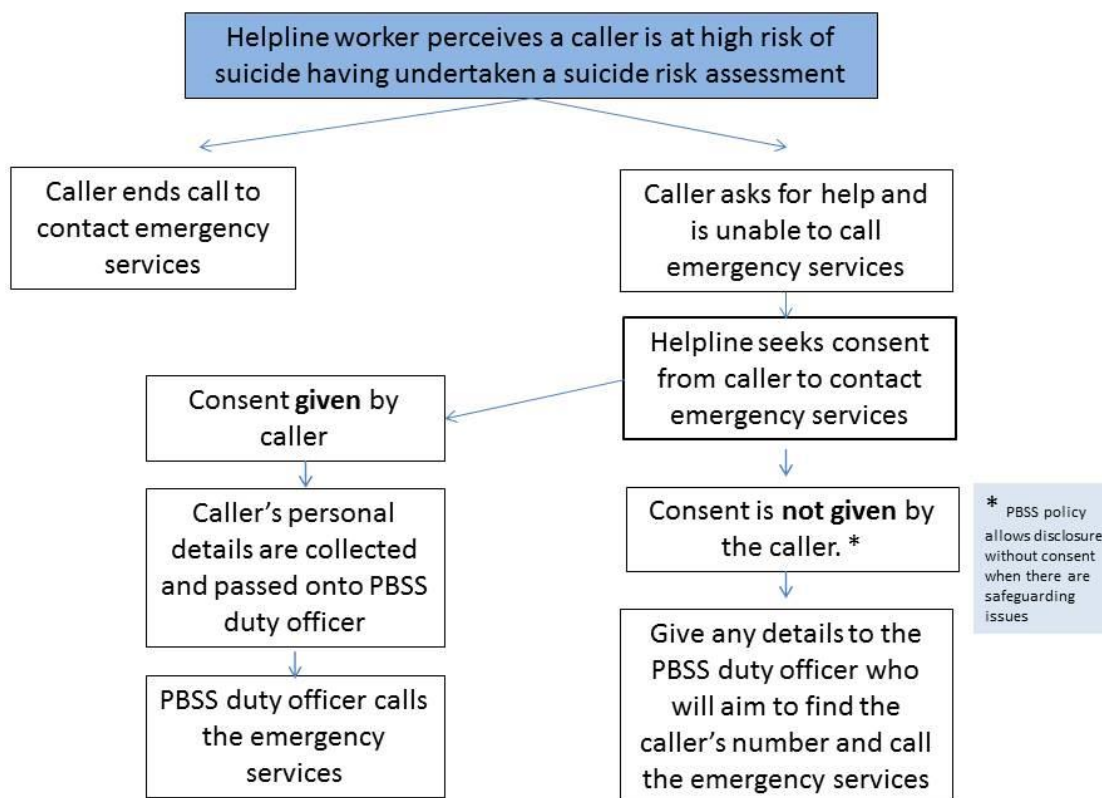 Helpline worker perceives a caller is at high risk of
suicide having undertaken a suicide risk assessment
Caller ends call to
contact emergency
services
Caller asks for help and
is unable to call
emergency services
Helpline seeks consent
from caller to contact
emergency services
Consent given by
caller
Caller’s personal
details are collected
and passed onto PBSS
duty officer
PBSS duty officer calls
the emergency
services
Consent is not given by
the caller. *
* PBSS policy
allows disclosure
without consent
when there are
safeguarding
issues
Give any details to the
PBSS duty officer who
will aim to find the
caller’s number and call
the emergency services